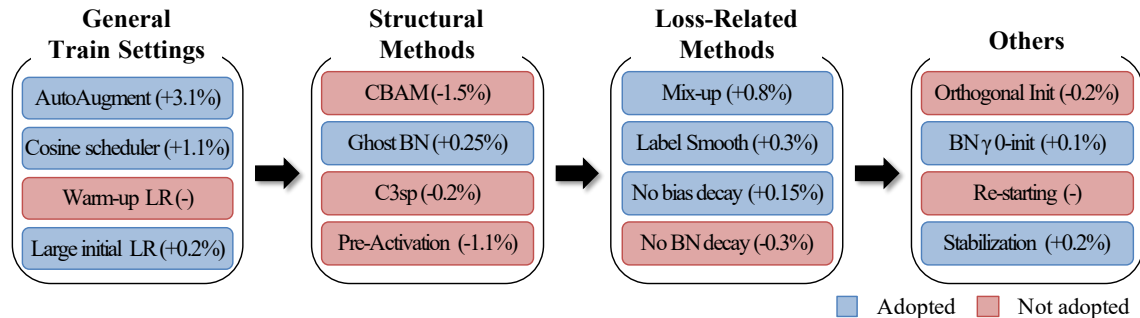 General
Train Settings
AutoAugment (+3.1%)
Cosine scheduler (+1.1%)
Warm-up LR (-)
Large initial LR (+0.2%)
Structural
Methods
CBAM (-1.5%)
Ghost BN (+0.25%)
C3sp (-0.2%)
Pre-Activation (-1.1%)
Loss-Related
Methods
Mix-up (+0.8%)
Label Smooth (+0.3%)
No bias decay (+0.15%)
No BN decay (-0.3%)
Others
Orthogonal Init (-0.2%)
BN γ 0-init (+0.1%)
Re-starting (-)
Stabilization (+0.2%)
Adopted
Not adopted